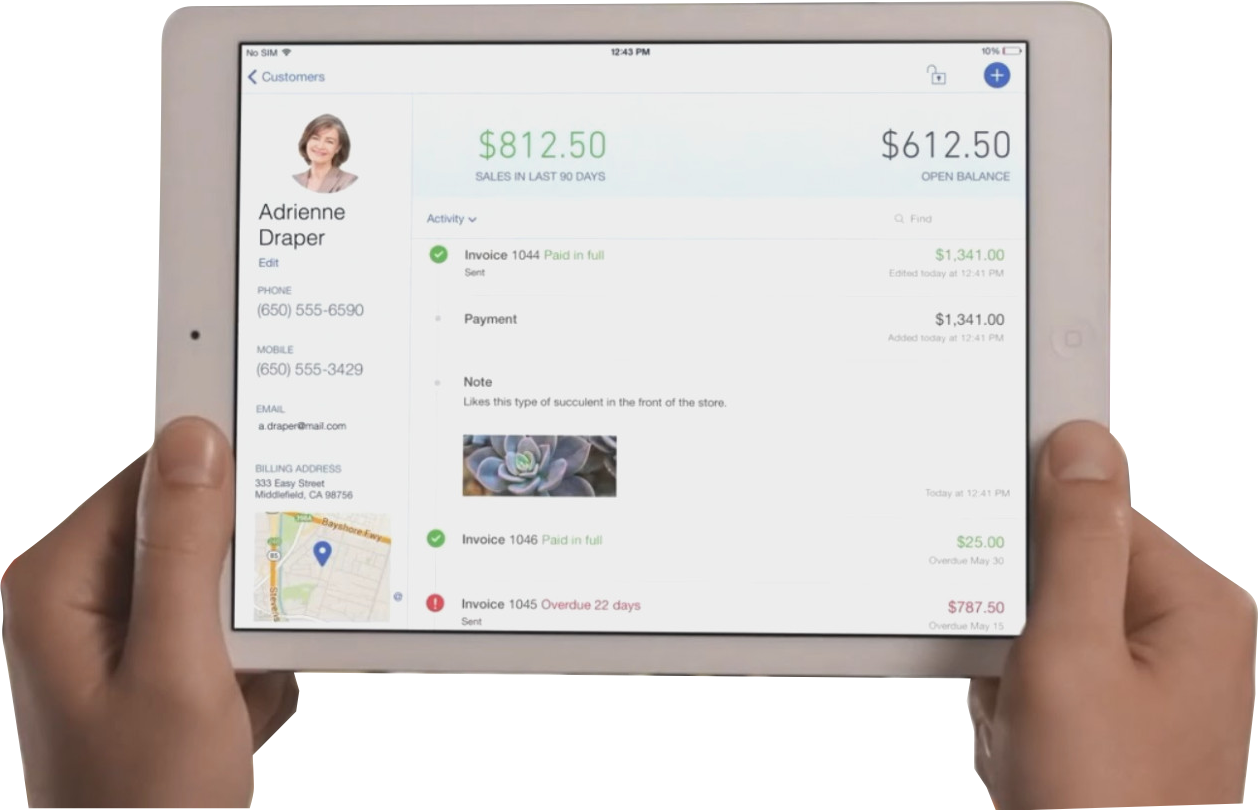 No SIM
12:43 PM
10%
Customers
Adrienne
Draper
Edit
PHONE
(650) 555-6590
MOBILE
(650) 555-3429
EMAIL
a.draper@mail.com
BILLING ADDRESS
333 Easy Street
Middlefield, CA 98756
Bayshore Fwy
85
Stevens
@
$812.50
SALES IN LAST 90 DAYS
$612.50
OPEN BALANCE
Activity
Find
Invoice 1044 Paid in full
$1,341.00
Sent
Edited today at 12:41 PM
Payment
$1,341.00
Added today at 12:41 PM
Note
Likes this type of succulent in the front of the store.
Today at 12:41 PM
Invoice 1046 Paid in full
$25.00
Overdue May 30
Invoice 1045 Overdue 22 days
$787.50
Sent
Overdue May 15